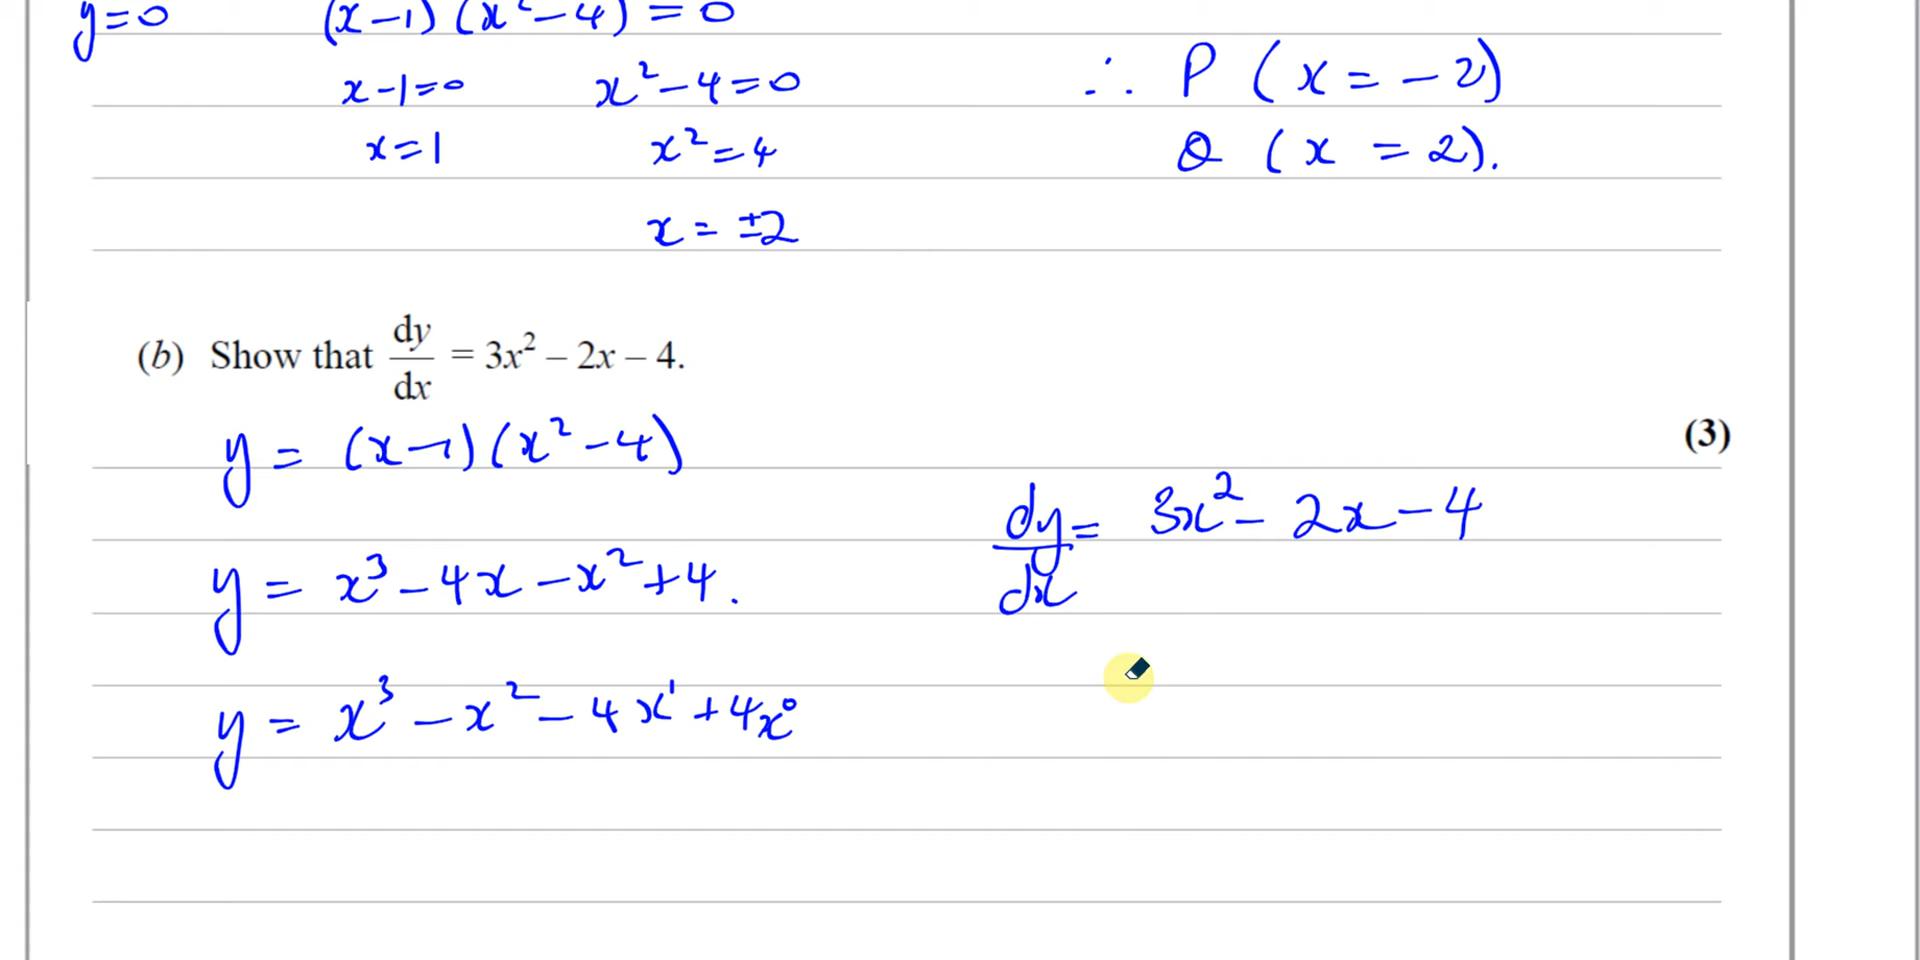 y=0 (x-1)(x²-4)=0
x-1=0 x²-4=0 ∴ P (x=-2)
x=1 x²=4 Q (x = 2).
x = ±2
(b) Show that dy/dx = 3x² – 2x – 4.
(3)
y = (x-1)(x²-4)
dy/dx = 3x² - 2x - 4
y = x³ - 4x - x² + 4.
y = x³ - x² - 4x¹ + 4x⁰